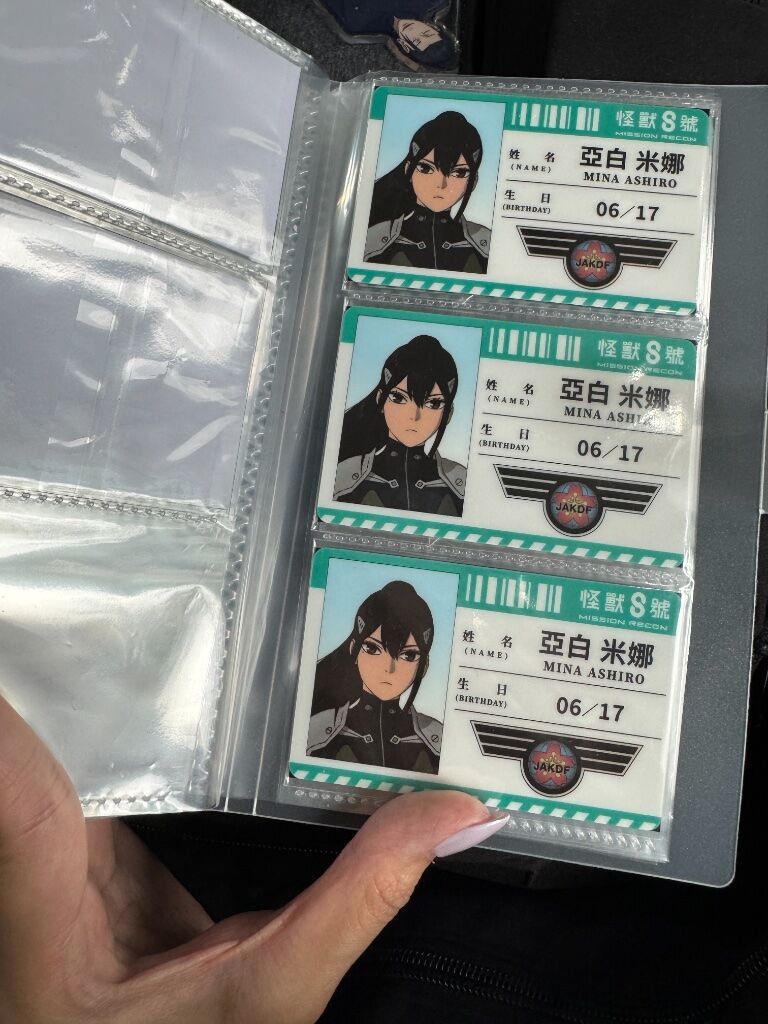 怪獸8號
MISSION RECON
姓 名
(NAME)
亞白 米娜
MINA ASHIRO
生 日
(BIRTHDAY)
06/17
JAKDF
怪獸8號
MISSION RECON
姓 名
(NAME)
亞白 米娜
MINA ASHIRO
生 日
(BIRTHDAY)
06/17
JAKDF
怪獸8號
MISSION RECON
姓 名
(NAME)
亞白 米娜
MINA ASHIRO
生 日
(BIRTHDAY)
06/17
JAKDF